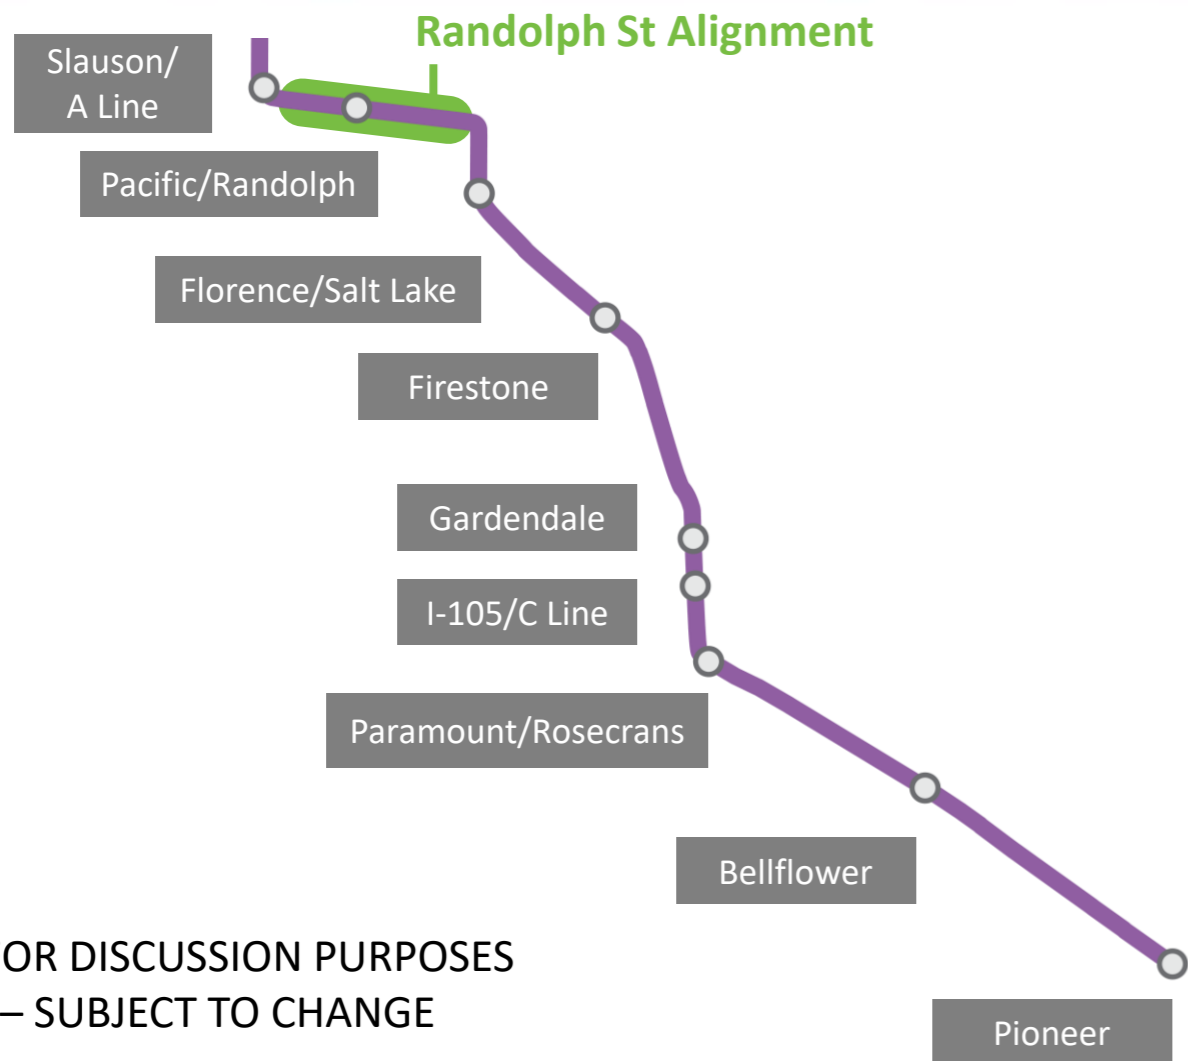 Randolph St Alignment
Slauson/
A Line
Pacific/Randolph
Florence/Salt Lake
Firestone
Gardendale
I-105/C Line
Paramount/Rosecrans
Bellflower
OR DISCUSSION PURPOSES
– SUBJECT TO CHANGE
Pioneer